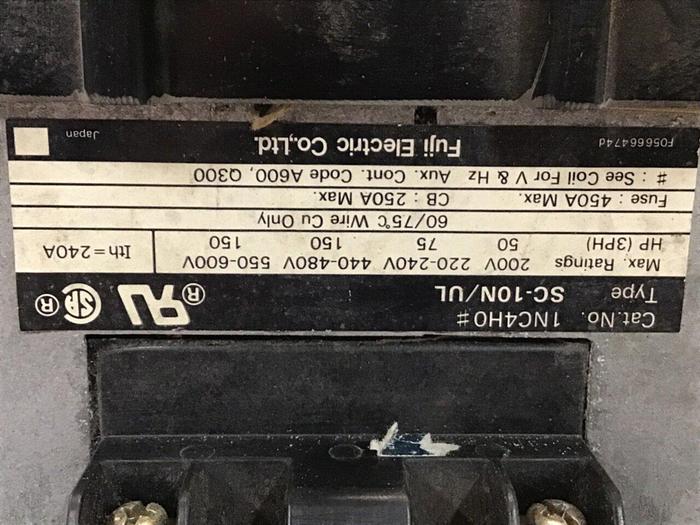 Cat.No. 1NC4H0#
Type SC-10N/UL
Max. Ratings 200V 220-240V 440-480V 550-600V
HP (3PH) 50 75 150 150
Ith=240A
60/75℃ Wire Cu Only
Fuse : 450A Max. CB : 250A Max.
# : See Coil For V & Hz Aux. Cont. Code A600, Q300
F0566474d Fuji Electric Co.,Ltd. Japan